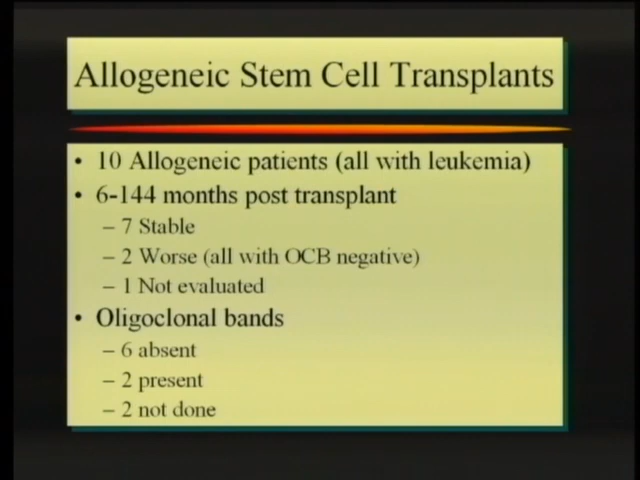 Allogeneic Stem Cell Transplants
• 10 Allogeneic patients (all with leukemia)
• 6-144 months post transplant
– 7 Stable
– 2 Worse (all with OCB negative)
– 1 Not evaluated
• Oligoclonal bands
– 6 absent
– 2 present
– 2 not done